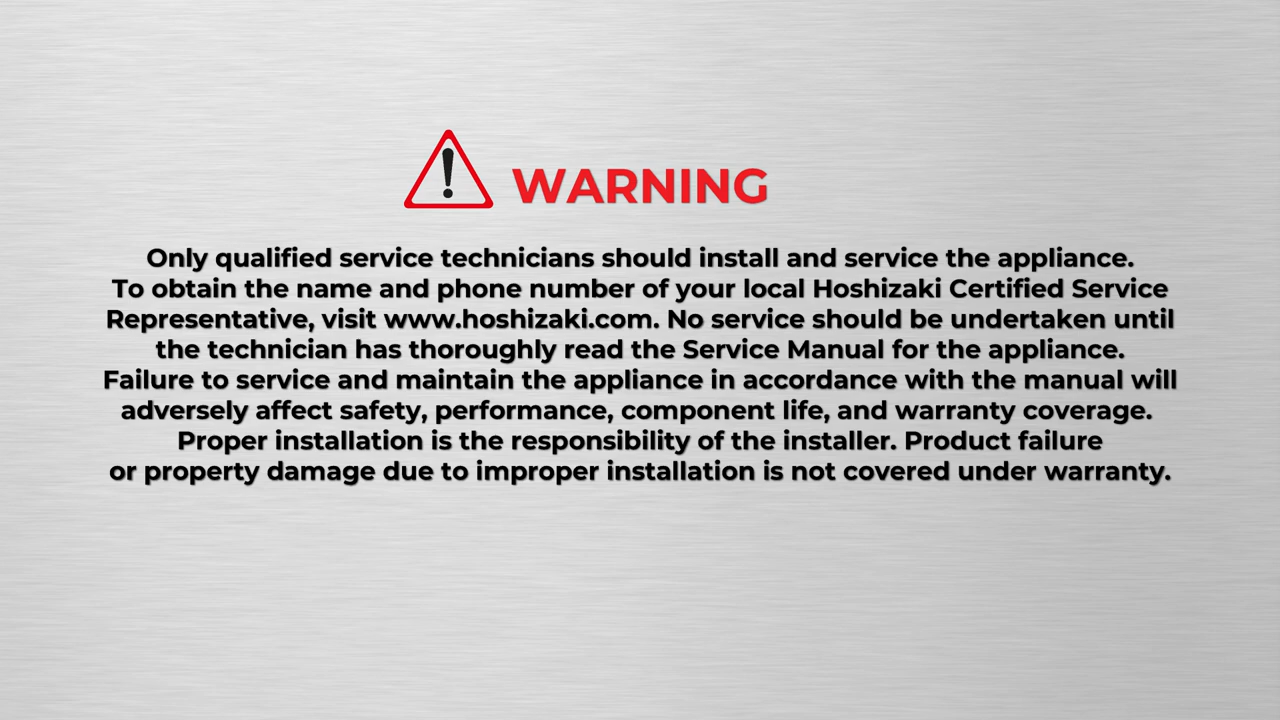 WARNING
Only qualified service technicians should install and service the appliance.
To obtain the name and phone number of your local Hoshizaki Certified Service
Representative, visit www.hoshizaki.com. No service should be undertaken until
the technician has thoroughly read the Service Manual for the appliance.
Failure to service and maintain the appliance in accordance with the manual will
adversely affect safety, performance, component life, and warranty coverage.
Proper installation is the responsibility of the installer. Product failure
or property damage due to improper installation is not covered under warranty.